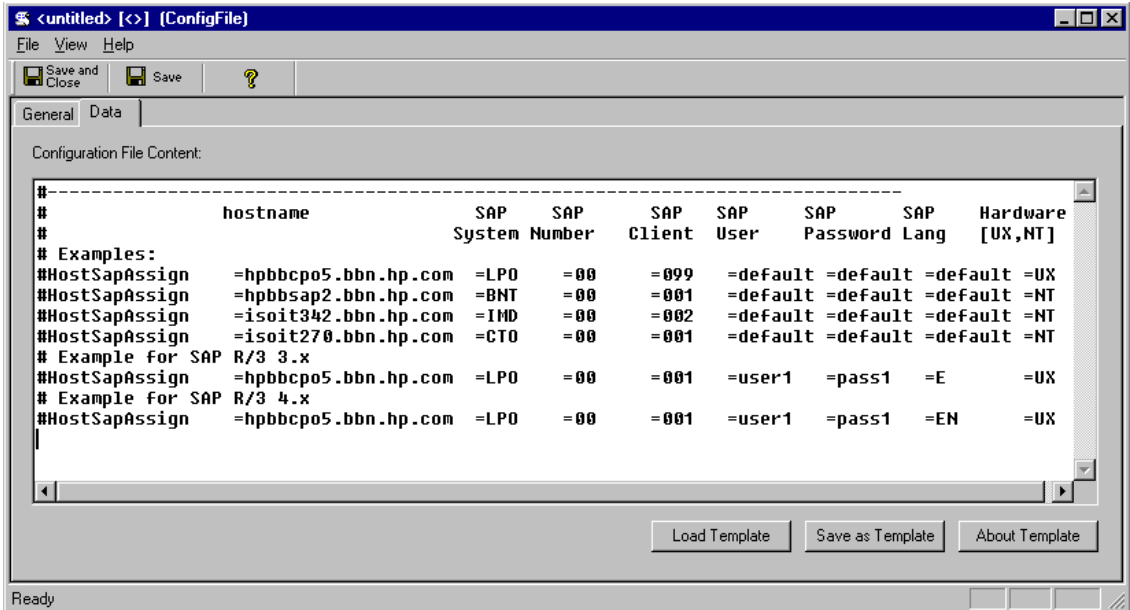 <untitled> [<>] (ConfigFile)
File View Help
Save and Close Save
General Data
Configuration File Content:
#------------------------------------------------------------------------------
# hostname SAP SAP SAP SAP SAP SAP Hardware
# System Number Client User Password Lang [UX,NT]
# Examples:
#HostSapAssign =hpbbcpo5.bbn.hp.com =LPO =00 =099 =default =default =default =UX
#HostSapAssign =hpbbsap2.bbn.hp.com =BNT =00 =001 =default =default =default =NT
#HostSapAssign =isoit342.bbn.hp.com =IMD =00 =002 =default =default =default =NT
#HostSapAssign =isoit270.bbn.hp.com =CTO =00 =001 =default =default =default =NT
# Example for SAP R/3 3.x
#HostSapAssign =hpbbcpo5.bbn.hp.com =LPO =00 =001 =user1 =pass1 =E =UX
# Example for SAP R/3 4.x
#HostSapAssign =hpbbcpo5.bbn.hp.com =LPO =00 =001 =user1 =pass1 =EN =UX
Load Template Save as Template About Template
Ready